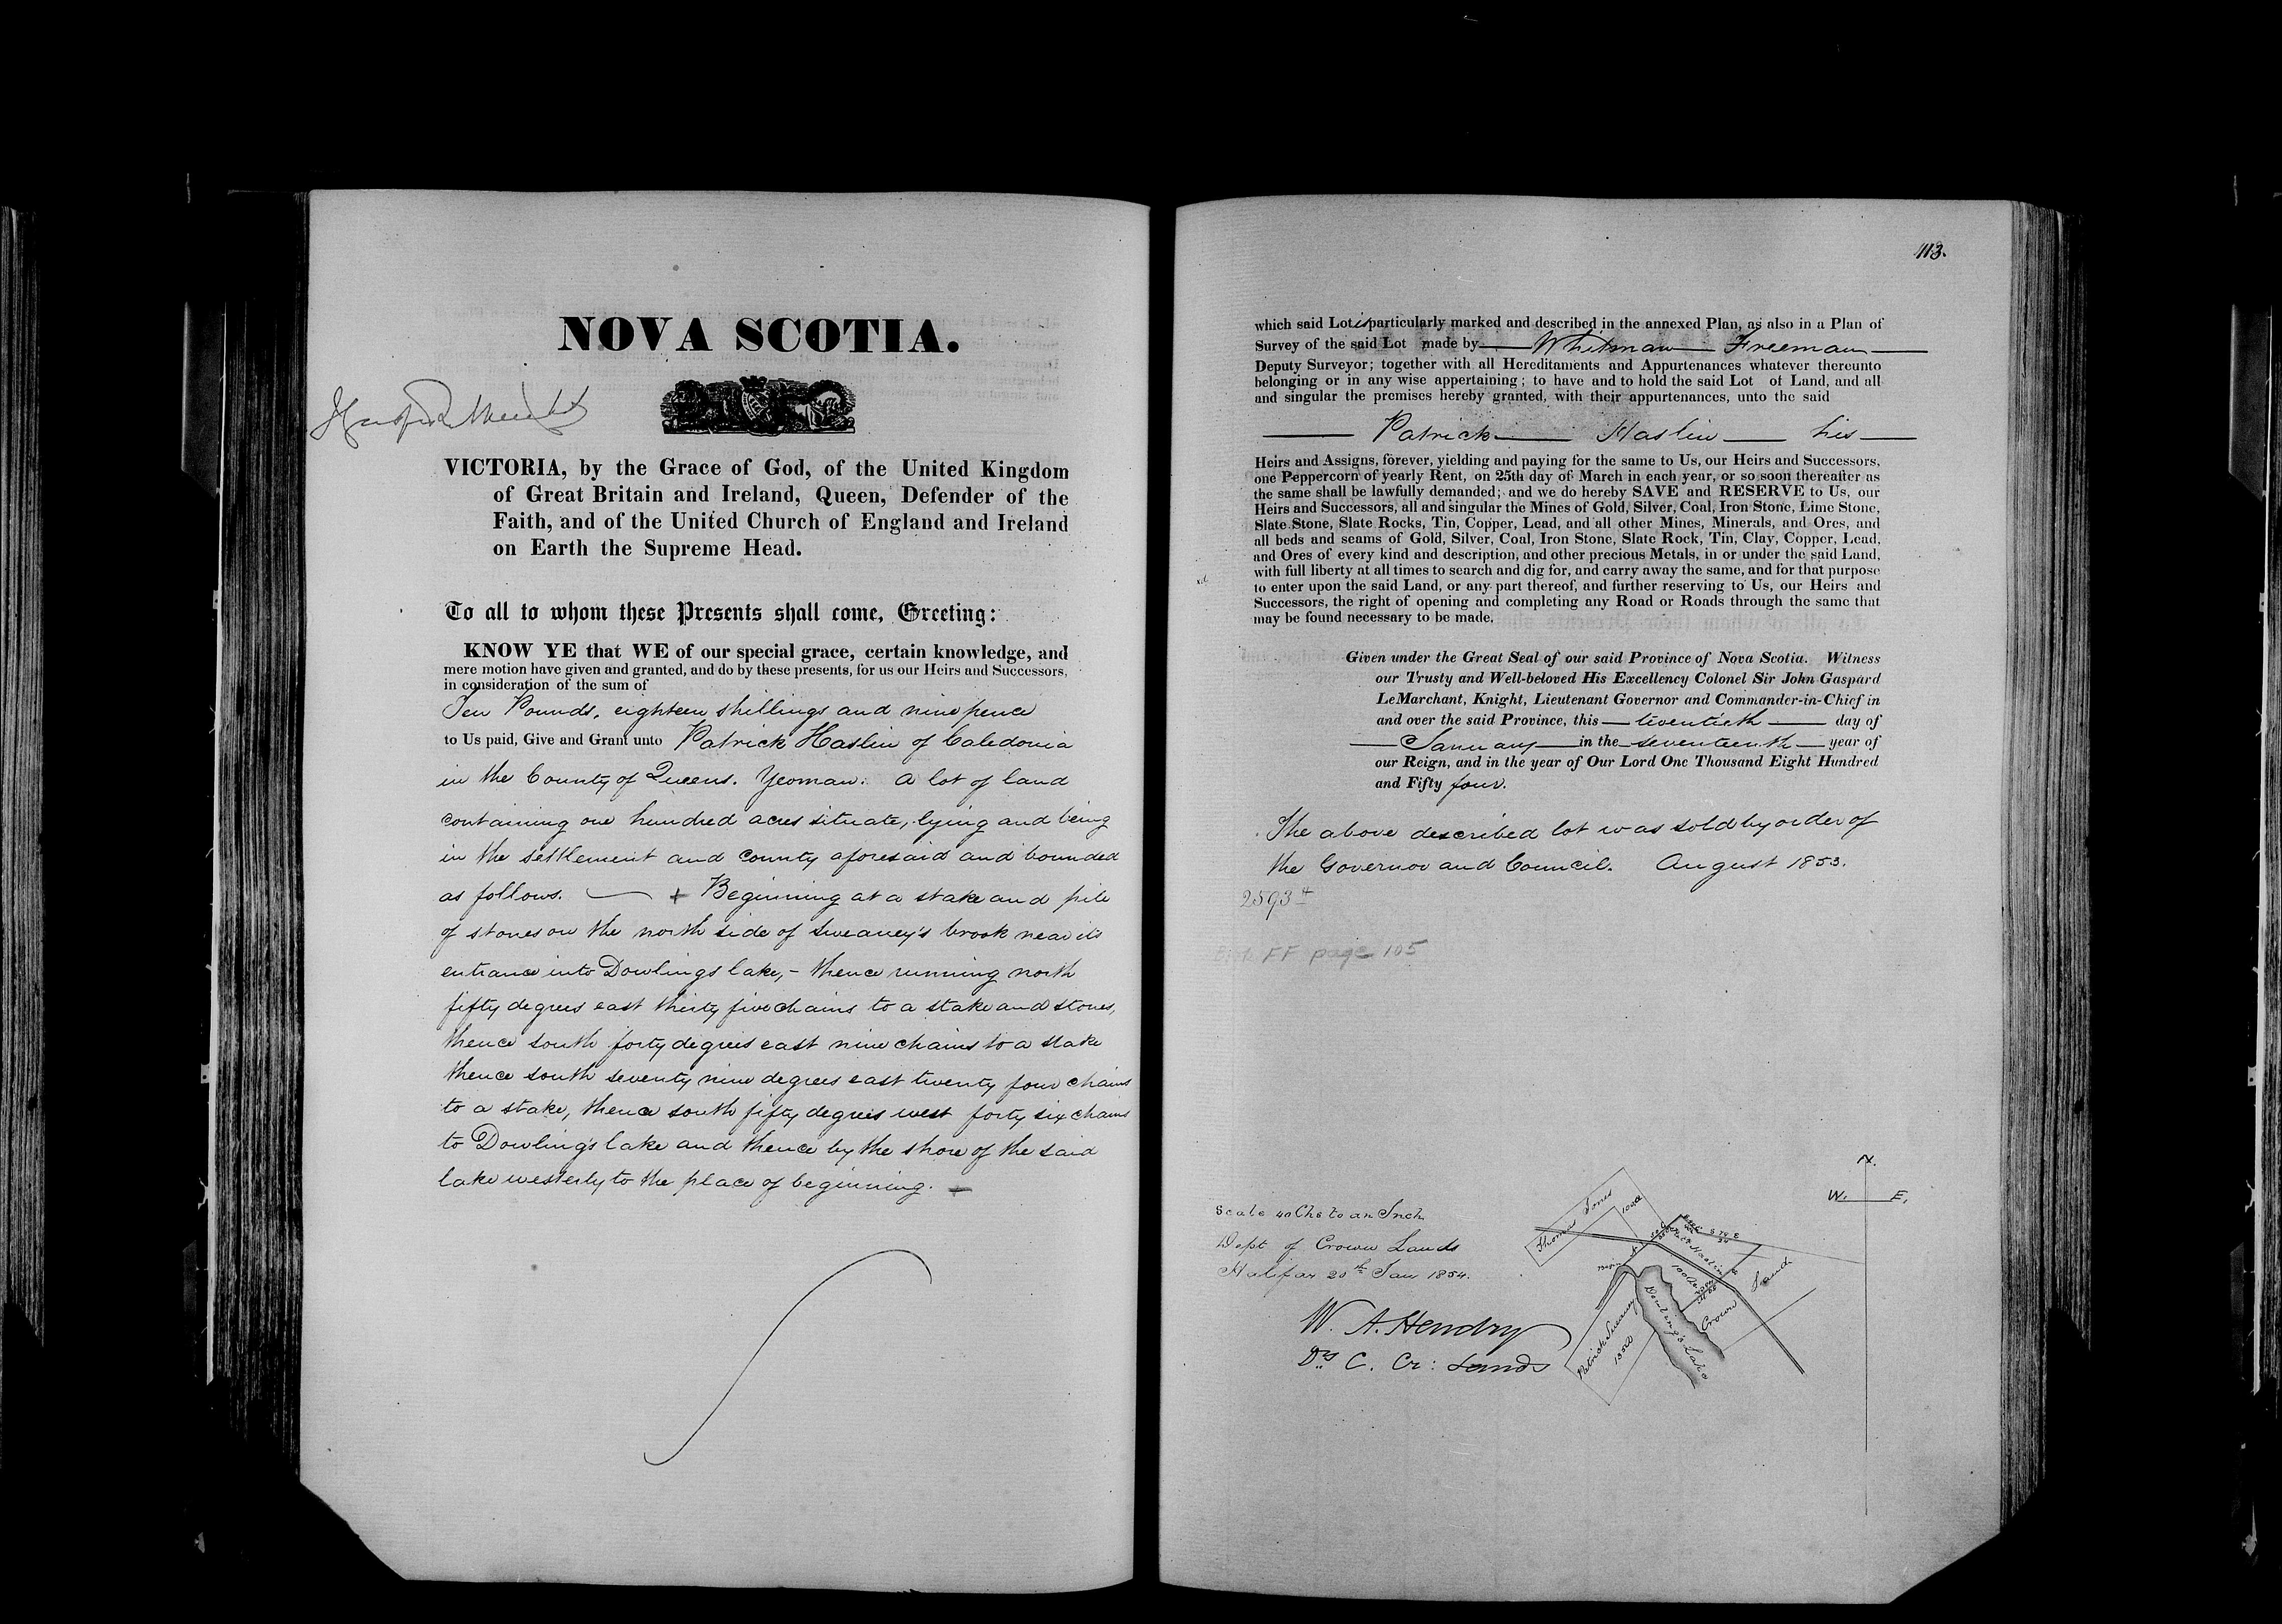 NOVA SCOTIA.
VICTORIA, by the Grace of God, of the United Kingdom
of Great Britain and Ireland, Queen, Defender of the
Faith, and of the United Church of England and Ireland
on Earth the Supreme Head.
To all to whom these Presents shall come, Greeting:
KNOW YE that WE of our special grace, certain knowledge, and
mere motion have given and granted, and do by these presents, for us our Heirs and Successors,
in consideration of the sum of
Ten Pounds, eighteen shillings and nine pence
to Us paid, Give and Grant unto Patrick Haslin of Caledonia
in the County of Queens. Yeoman. A lot of land
containing one hundred acres situate, lying and being
in the settlement and county aforesaid and bounded
as follows. Beginning at a stake and pile
of stones on the north side of Sweaney's brook near its
entrance into Dowlings lake, - thence running north
fifty degrees east thirty five chains to a stake and stones,
thence south forty degrees east nine chains to a stake
thence south seventy nine degrees east twenty four chains
to a stake, thence south fifty degrees west forty six chains
to Dowling's lake and thence by the shore of the said
lake westerly to the place of beginning.
113.
which said Lot is particularly marked and described in the annexed Plan, as also in a Plan of
Survey of the said Lot made by Whitman Freeman
Deputy Surveyor; together with all Hereditaments and Appurtenances whatever thereunto
belonging or in any wise appertaining; to have and to hold the said Lot of Land, and all
and singular the premises hereby granted, with their appurtenances, unto the said
Patrick Haslin his
Heirs and Assigns, forever, yielding and paying for the same to Us, our Heirs and Successors,
one Peppercorn of yearly Rent, on 25th day of March in each year, or so soon thereafter as
the same shall be lawfully demanded; and we do hereby SAVE and RESERVE to Us, our
Heirs and Successors, all and singular the Mines of Gold, Silver, Coal, Iron Stone, Lime Stone,
Slate Stone, Slate Rocks, Tin, Copper, Lead, and all other Mines, Minerals, and Ores, and
all beds and seams of Gold, Silver, Coal, Iron Stone, Slate Rock, Tin, Clay, Copper, Lead,
and Ores of every kind and description, and other precious Metals, in or under the said Land,
with full liberty at all times to search and dig for, and carry away the same, and for that purpose
to enter upon the said Land, or any part thereof, and further reserving to Us, our Heirs and
Successors, the right of opening and completing any Road or Roads through the same that
may be found necessary to be made.
Given under the Great Seal of our said Province of Nova Scotia. Witness
our Trusty and Well-beloved His Excellency Colonel Sir John Gaspard
LeMarchant, Knight, Lieutenant Governor and Commander-in-Chief in
and over the said Province, this twentieth day of
January in the seventeenth year of
our Reign, and in the year of Our Lord One Thousand Eight Hundred
and Fifty four.
The above described lot was sold by order of
the Governor and Council. August 1853.
2593
FF page 105
Scale 40 Chs to an Inch
Dept of Crown Lands
Halifax 20th Jan 1854.
W. A. Hendry
Dy C. Cr: Lands
N.
W. E.
Thomas Jones
100 A
S 79 E
Patrick Sweaney
Dowling's Lake
Crown Land